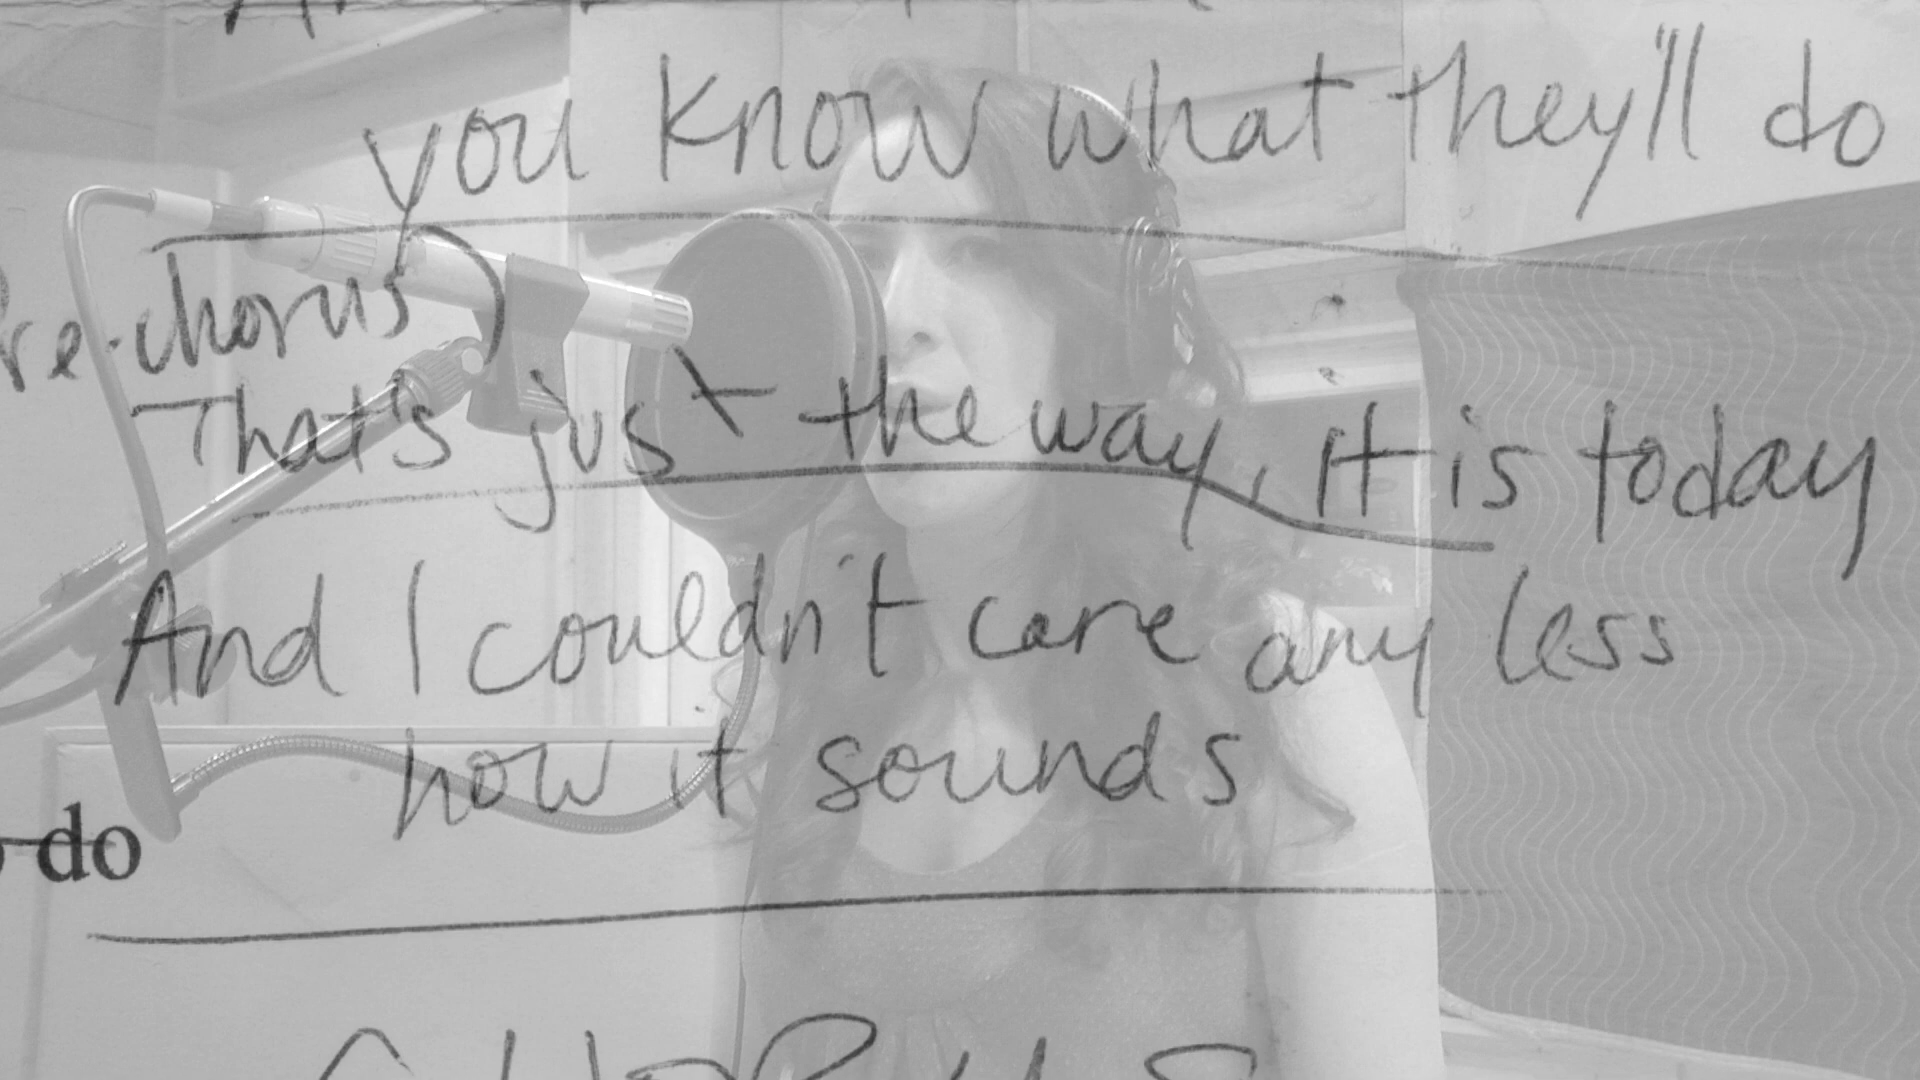 you know what they'll do
Pre-chorus)
That's just the way, it is today
And I couldn't care any less
how it sounds
do
CHORUS